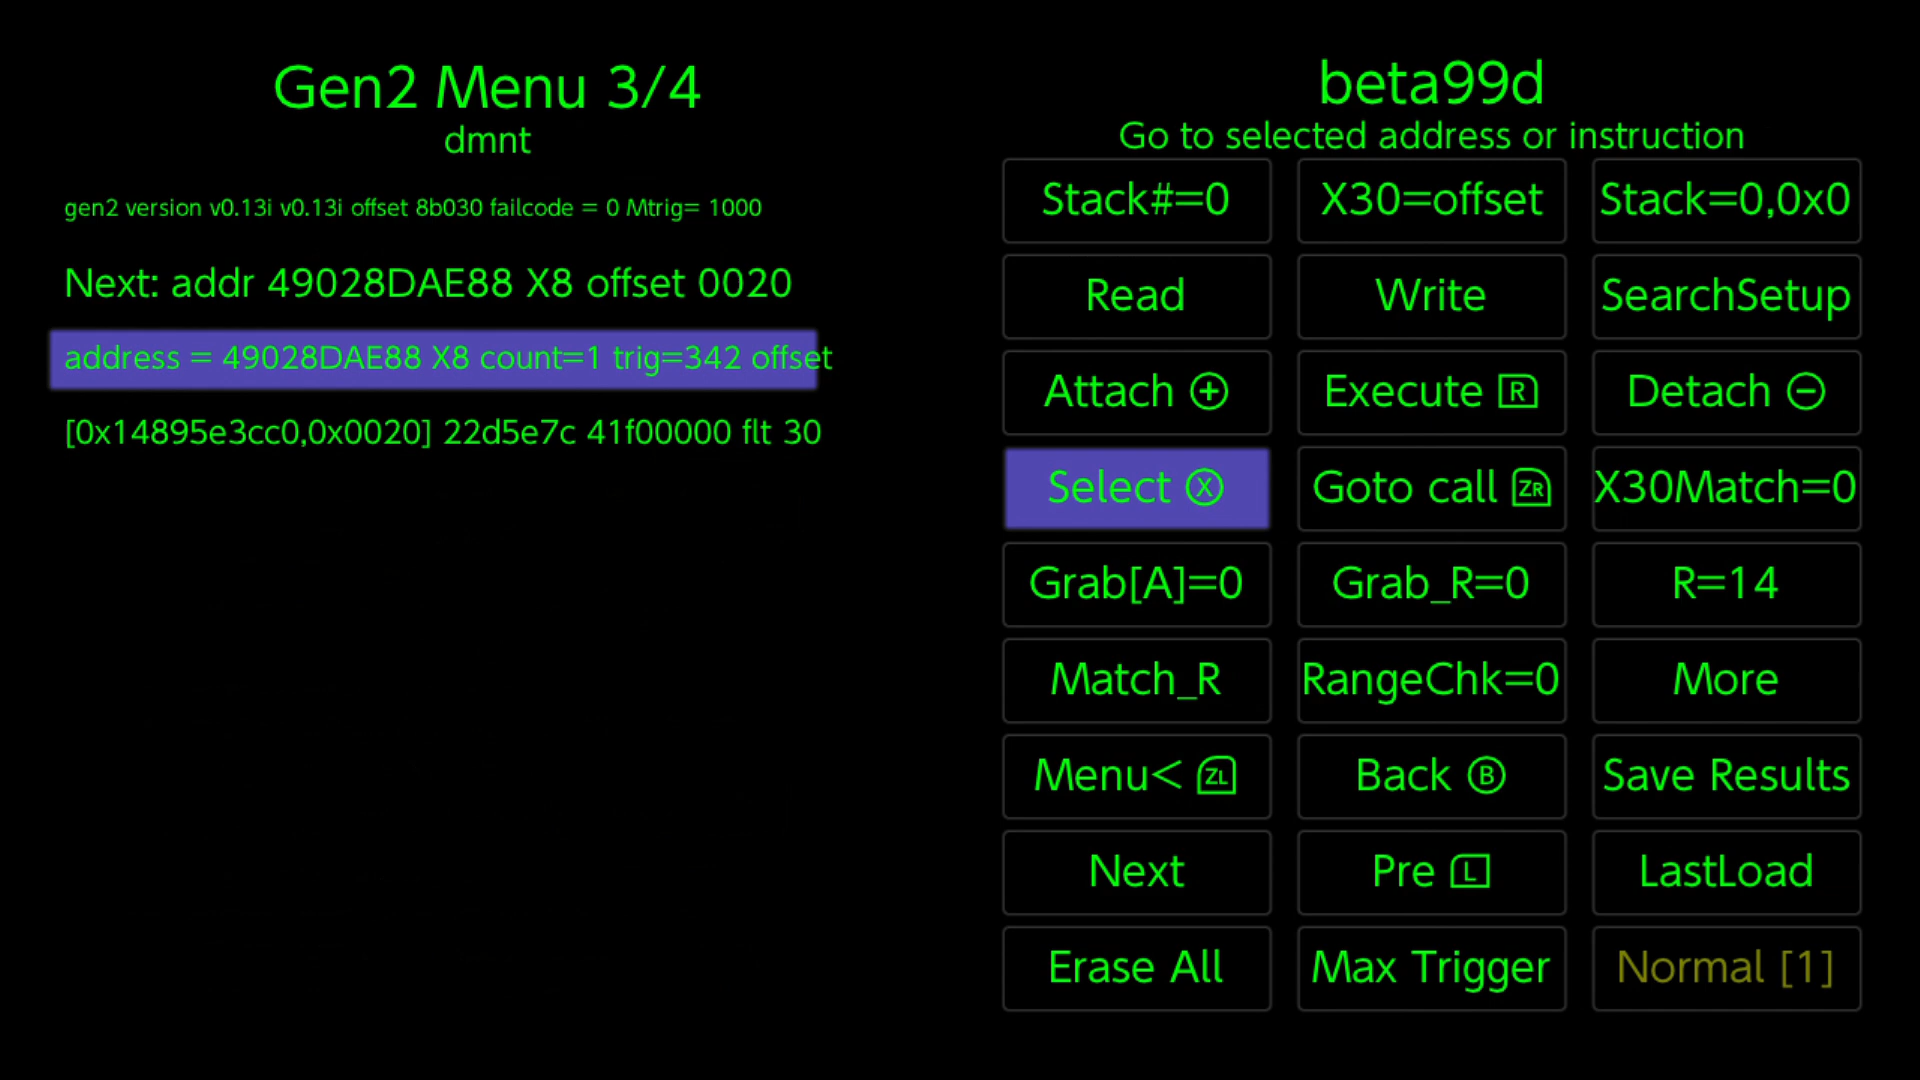 Gen2 Menu 3/4
dmnt
gen2 version v0.13i v0.13i offset 8b030 failcode = 0 Mtrig= 1000
Next: addr 49028DAE88 X8 offset 0020
address = 49028DAE88 X8 count=1 trig=342 offset
[0x14895e3cc0,0x0020] 22d5e7c 41f00000 flt 30
beta99d
Go to selected address or instruction
Stack#=0 X30=offset Stack=0,0x0
Read Write SearchSetup
Attach + Execute R Detach −
Select X Goto call ZR X30Match=0
Grab[A]=0 Grab_R=0 R=14
Match_R RangeChk=0 More
Menu< ZL Back B Save Results
Next Pre L LastLoad
Erase All Max Trigger Normal [1]